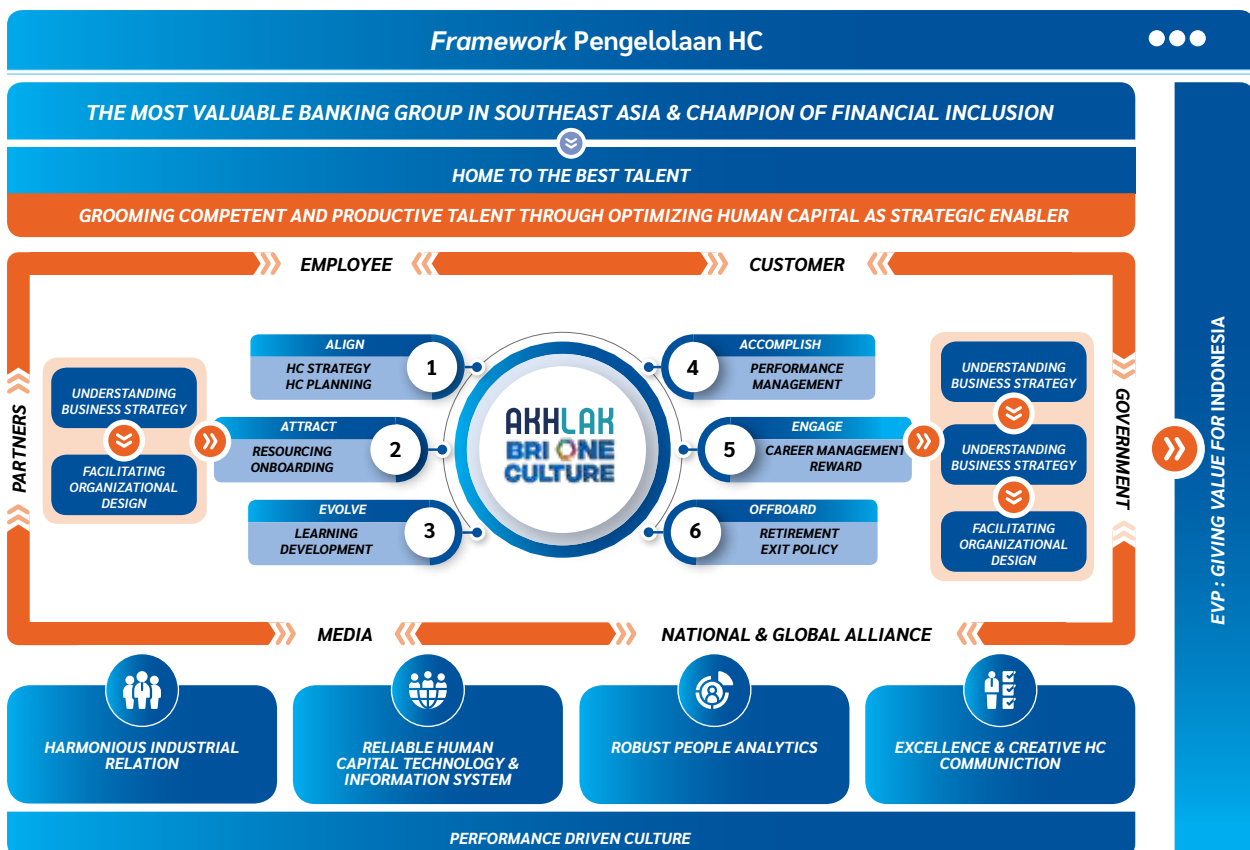 Framework Pengelolaan HC
THE MOST VALUABLE BANKING GROUP IN SOUTHEAST ASIA & CHAMPION OF FINANCIAL INCLUSION
HOME TO THE BEST TALENT
GROOMING COMPETENT AND PRODUCTIVE TALENT THROUGH OPTIMIZING HUMAN CAPITAL AS STRATEGIC ENABLER
EMPLOYEE
CUSTOMER
PARTNERS
UNDERSTANDING
BUSINESS STRATEGY
FACILITATING
ORGANIZATIONAL
DESIGN
ALIGN
HC STRATEGY
HC PLANNING
1
ATTRACT
RESOURCING
ONBOARDING
2
EVOLVE
LEARNING
DEVELOPMENT
3
AKHLAK
BRI ONE
CULTURE
4
ACCOMPLISH
PERFORMANCE
MANAGEMENT
5
ENGAGE
CAREER MANAGEMENT
REWARD
6
OFFBOARD
RETIREMENT
EXIT POLICY
UNDERSTANDING
BUSINESS STRATEGY
UNDERSTANDING
BUSINESS STRATEGY
FACILITATING
ORGANIZATIONAL
DESIGN
GOVERNMENT
EVP : GIVING VALUE FOR INDONESIA
MEDIA
NATIONAL & GLOBAL ALLIANCE
HARMONIOUS INDUSTRIAL
RELATION
RELIABLE HUMAN
CAPITAL TECHNOLOGY &
INFORMATION SYSTEM
ROBUST PEOPLE ANALYTICS
EXCELLENCE & CREATIVE HC
COMMUNICTION
PERFORMANCE DRIVEN CULTURE